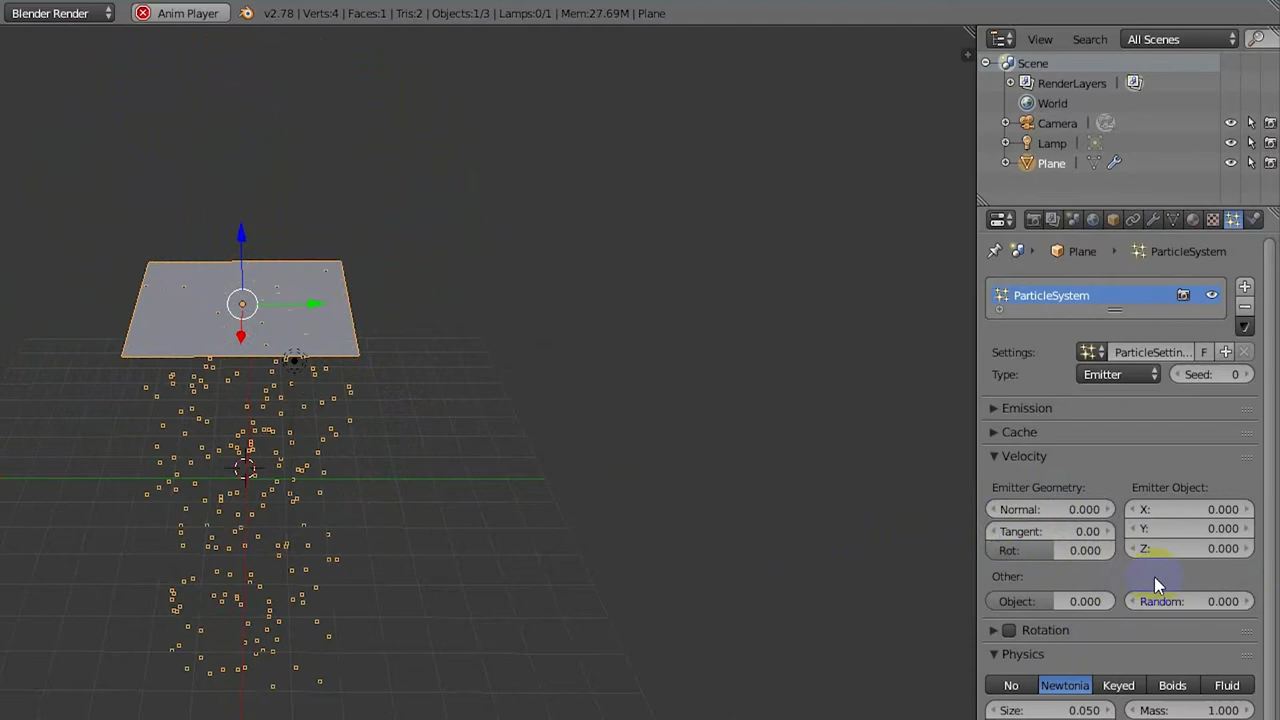 Blender Render Anim Player v2.78 | Verts:4 | Faces:1 | Tris:2 | Objects:1/3 | Lamps:0/1 | Mem:27.69M | Plane
View Search All Scenes
Scene
RenderLayers |
World
Camera |
Lamp |
Plane |
Plane ParticleSystem
ParticleSystem
Settings: ParticleSettin... F
Type: Emitter Seed: 0
Emission
Cache
Velocity
Emitter Geometry: Emitter Object:
Normal: 0.000 X: 0.000
Tangent: 0.00 Y: 0.000
Rot: 0.000 Z: 0.000
Other:
Object: 0.000 Random: 0.000
Rotation
Physics
No Newtonia Keyed Boids Fluid
Size: 0.050 Mass: 1.000